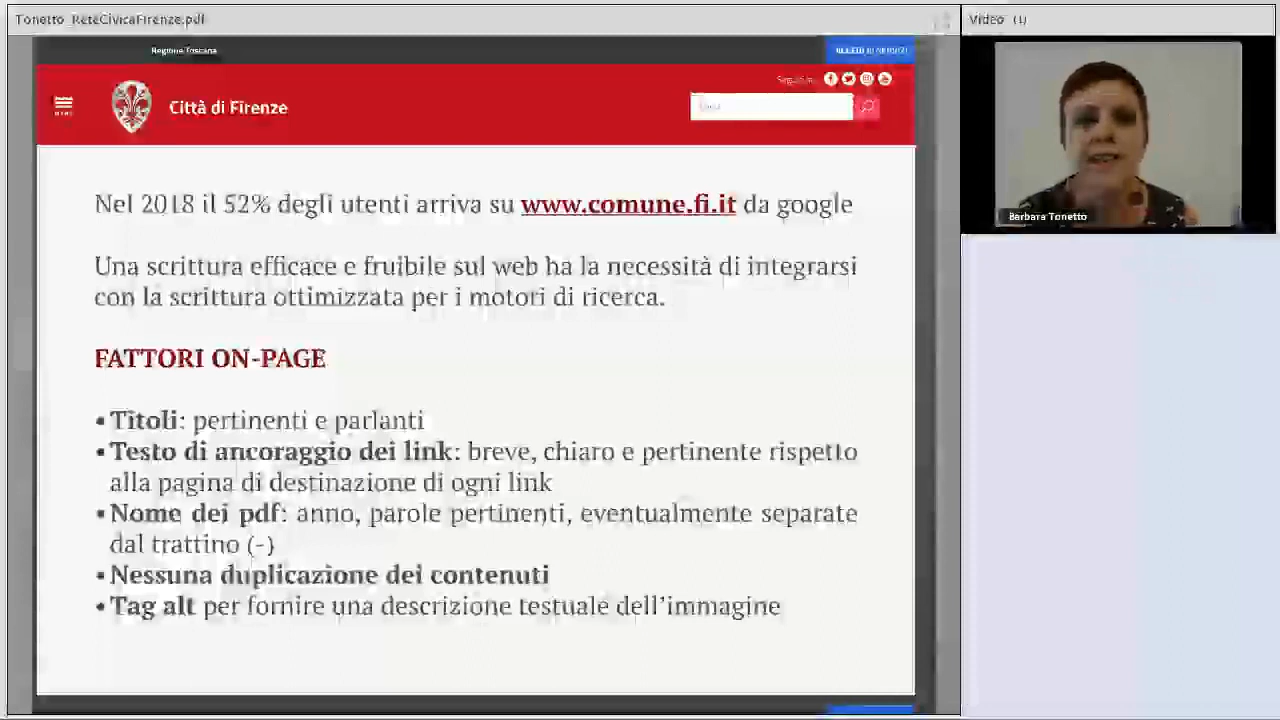 Tonetto_ReteCivicaFirenze.pdf
Video (1)
Regione Toscana
Città di Firenze
Nel 2018 il 52% degli utenti arriva su www.comune.fi.it da google
Una scrittura efficace e fruibile sul web ha la necessità di integrarsi
con la scrittura ottimizzata per i motori di ricerca.
FATTORI ON-PAGE
• Titoli: pertinenti e parlanti
• Testo di ancoraggio dei link: breve, chiaro e pertinente rispetto
alla pagina di destinazione di ogni link
• Nome dei pdf: anno, parole pertinenti, eventualmente separate
dal trattino (-)
• Nessuna duplicazione dei contenuti
• Tag alt per fornire una descrizione testuale dell'immagine
Barbara Tonetto